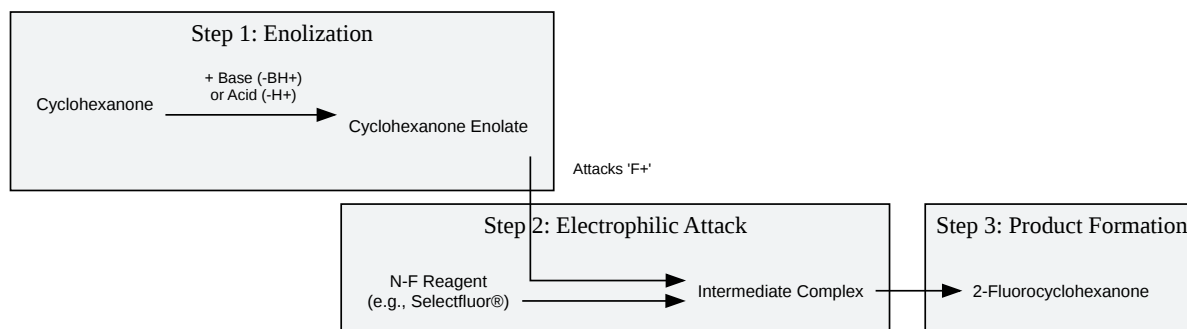 Step 1: Enolization
+ Base (-BH+)
or Acid (-H+)
Cyclohexanone
Cyclohexanone Enolate
Attacks 'F+'
Step 2: Electrophilic Attack
N-F Reagent
(e.g., Selectfluor®)
Intermediate Complex
Step 3: Product Formation
2-Fluorocyclohexanone